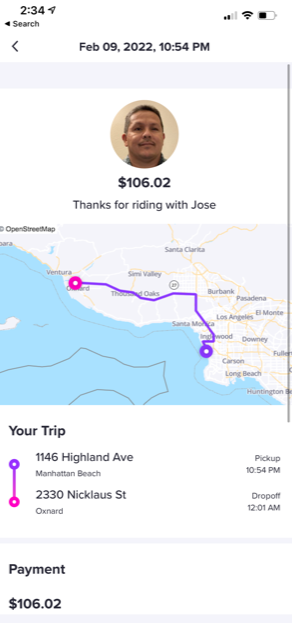 2:34
Search
Feb 09, 2022, 10:54 PM
$106.02
Thanks for riding with Jose
© OpenStreetMap
bara
Santa Clarita
Ventura
Simi Valley
Thousand Oaks
Burbank
Pasadena
Los Angeles
El Monte
Santa Monica
Inglewood
Downey
Fuller
Carson
Long Beach
Huntington Be
Your Trip
1146 Highland Ave
Pickup
Manhattan Beach
10:54 PM
2330 Nicklaus St
Dropoff
Oxnard
12:01 AM
Payment
$106.02